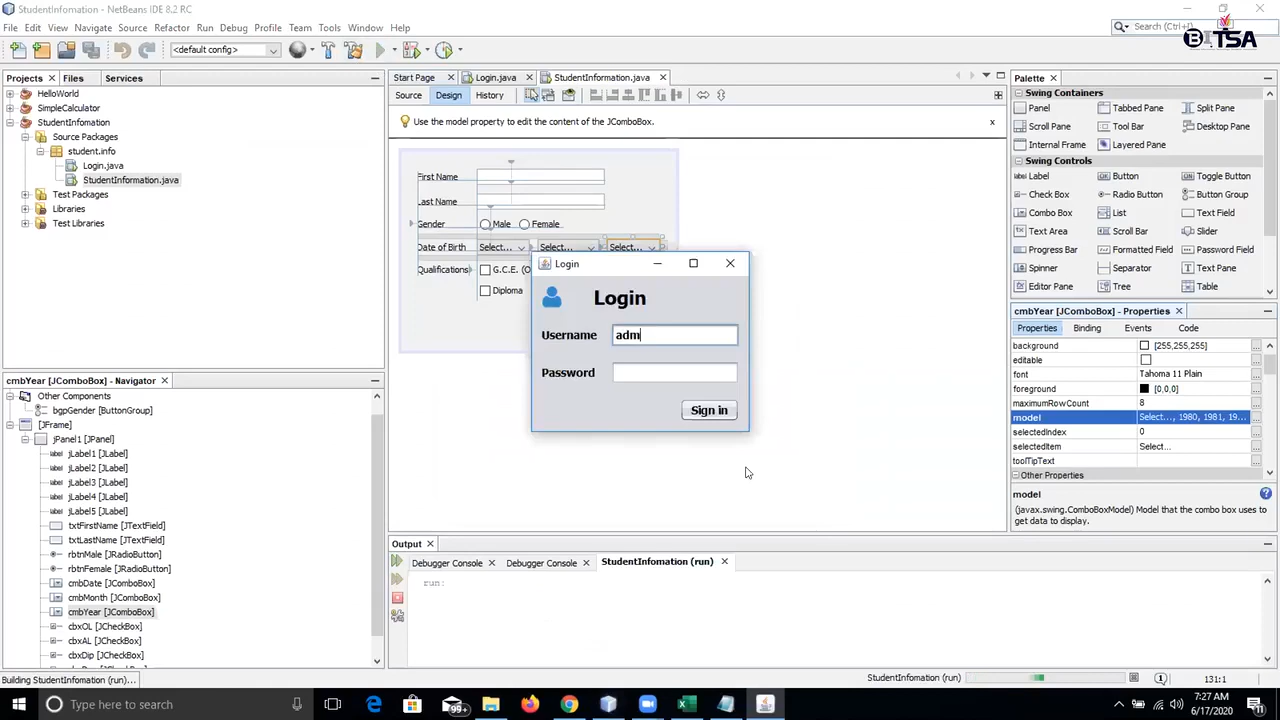 StudentInfomation - NetBeans IDE 8.2 RC
File Edit View Navigate Source Refactor Run Debug Profile Team Tools Window Help
Search (Ctrl+I)
TSA
<default config>
Projects Files Services
Start Page Login.java StudentInformation.java
Palette
HelloWorld
SimpleCalculator
StudentInfomation
Source Packages
student.info
Login.java
StudentInformation.java
Test Packages
Libraries
Test Libraries
Source Design History
Use the model property to edit the content of the JComboBox.
First Name
Last Name
Gender Male Female
Date of Birth Select... Select... Select...
Qualifications G.C.E. (O
Diploma
Login
Login
Username adm
Password
Sign in
Swing Containers
Panel Tabbed Pane Split Pane
Scroll Pane Tool Bar Desktop Pane
Internal Frame Layered Pane
Swing Controls
Label Button Toggle Button
Check Box Radio Button Button Group
Combo Box List Text Field
Text Area Scroll Bar Slider
Progress Bar Formatted Field Password Field
Spinner Separator Text Pane
Editor Pane Tree Table
cmbYear [JComboBox] - Properties
Properties Binding Events Code
background [255,255,255]
editable
font Tahoma 11 Plain
foreground [0,0,0]
maximumRowCount 8
model Select..., 1980, 1981, 19...
selectedIndex 0
selectedItem Select...
toolTipText
Other Properties
model
(javax.swing.ComboBoxModel) Model that the combo box uses to
get data to display.
cmbYear [JComboBox] - Navigator
Other Components
bgpGender [ButtonGroup]
[JFrame]
jPanel1 [JPanel]
jLabel1 [JLabel]
jLabel2 [JLabel]
jLabel3 [JLabel]
jLabel4 [JLabel]
jLabel5 [JLabel]
txtFirstName [JTextField]
txtLastName [JTextField]
rbtnMale [JRadioButton]
rbtnFemale [JRadioButton]
cmbDate [JComboBox]
cmbMonth [JComboBox]
cmbYear [JComboBox]
cbxOL [JCheckBox]
cbxAL [JCheckBox]
cbxDip [JCheckBox]
Output
Debugger Console Debugger Console StudentInfomation (run)
run:
Building StudentInfomation (run)...
StudentInfomation (run)
1
131:1
Type here to search
99+
7:27 AM
6/17/2020